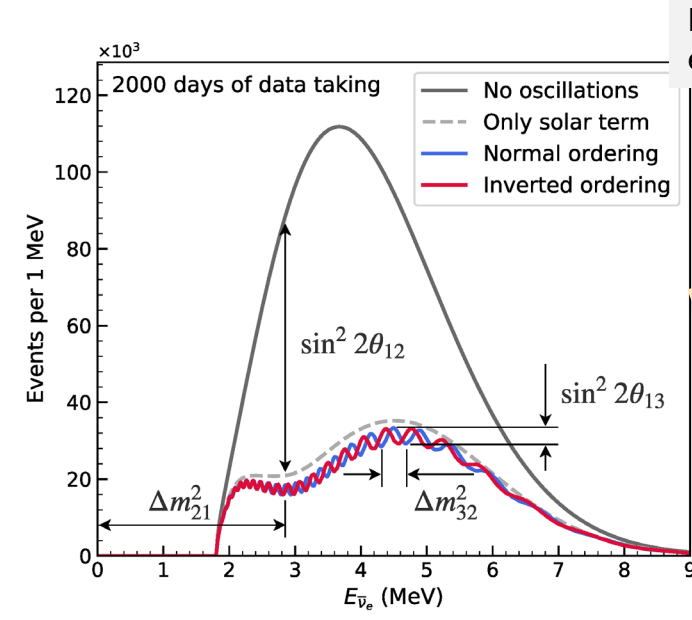 ×10³
2000 days of data taking
No oscillations
Only solar term
Normal ordering
Inverted ordering
Events per 1 MeV
120
100
80
60
40
20
0
sin² 2θ₁₂
sin² 2θ₁₃
Δm²₂₁
Δm²₃₂
0 1 2 3 4 5 6 7 8 9
E_ν̅ₑ (MeV)